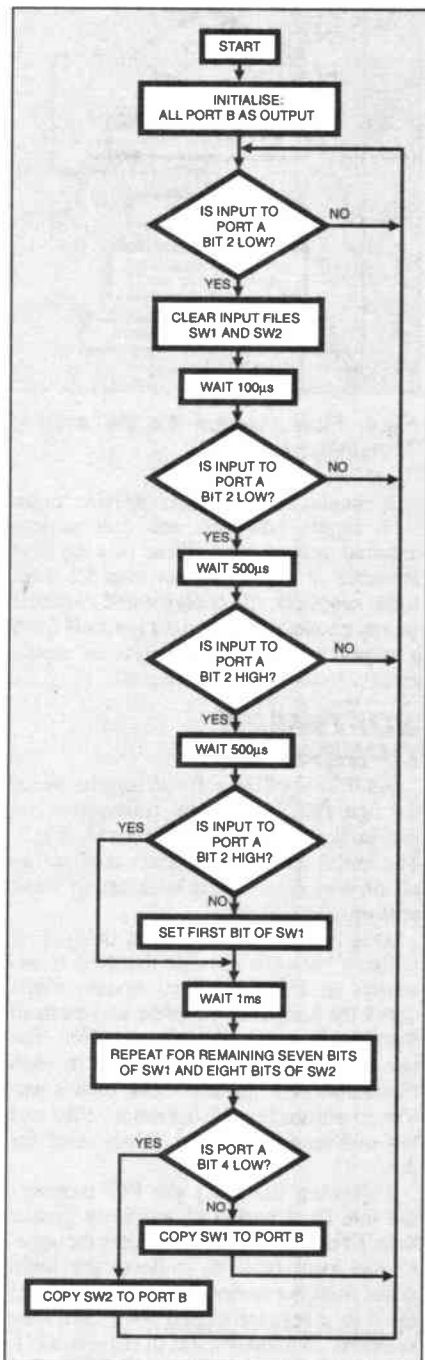 START
INITIALISE:
ALL PORT B AS OUTPUT
IS INPUT TO
PORT A
BIT 2 LOW?
NO
YES
CLEAR INPUT FILES
SW1 AND SW2
WAIT 100µs
IS INPUT TO
PORT A
BIT 2 LOW?
NO
YES
WAIT 500µs
IS INPUT TO
PORT A
BIT 2 HIGH?
NO
YES
WAIT 500µs
YES
IS INPUT TO
PORT A
BIT 2 HIGH?
NO
SET FIRST BIT OF SW1
WAIT 1ms
REPEAT FOR REMAINING SEVEN BITS
OF SW1 AND EIGHT BITS OF SW2
YES
IS PORT A
BIT 4 LOW?
NO
COPY SW1 TO PORT B
COPY SW2 TO PORT B